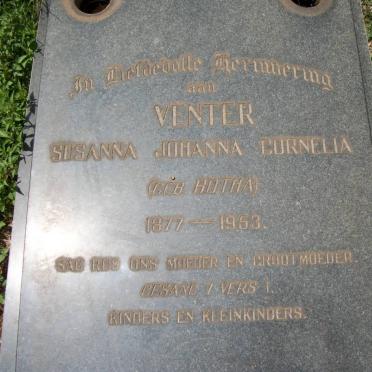 In Liefdevolle Herinnering
aan
VENTER
SUSANNA JOHANNA CORNELIA
(GEB. BOTHA)
1877 — 1953.
SAG RUS ONS MOEDER EN GROOTMOEDER.
GESANG 7 VERS 1.
KINDERS EN KLEINKINDERS.